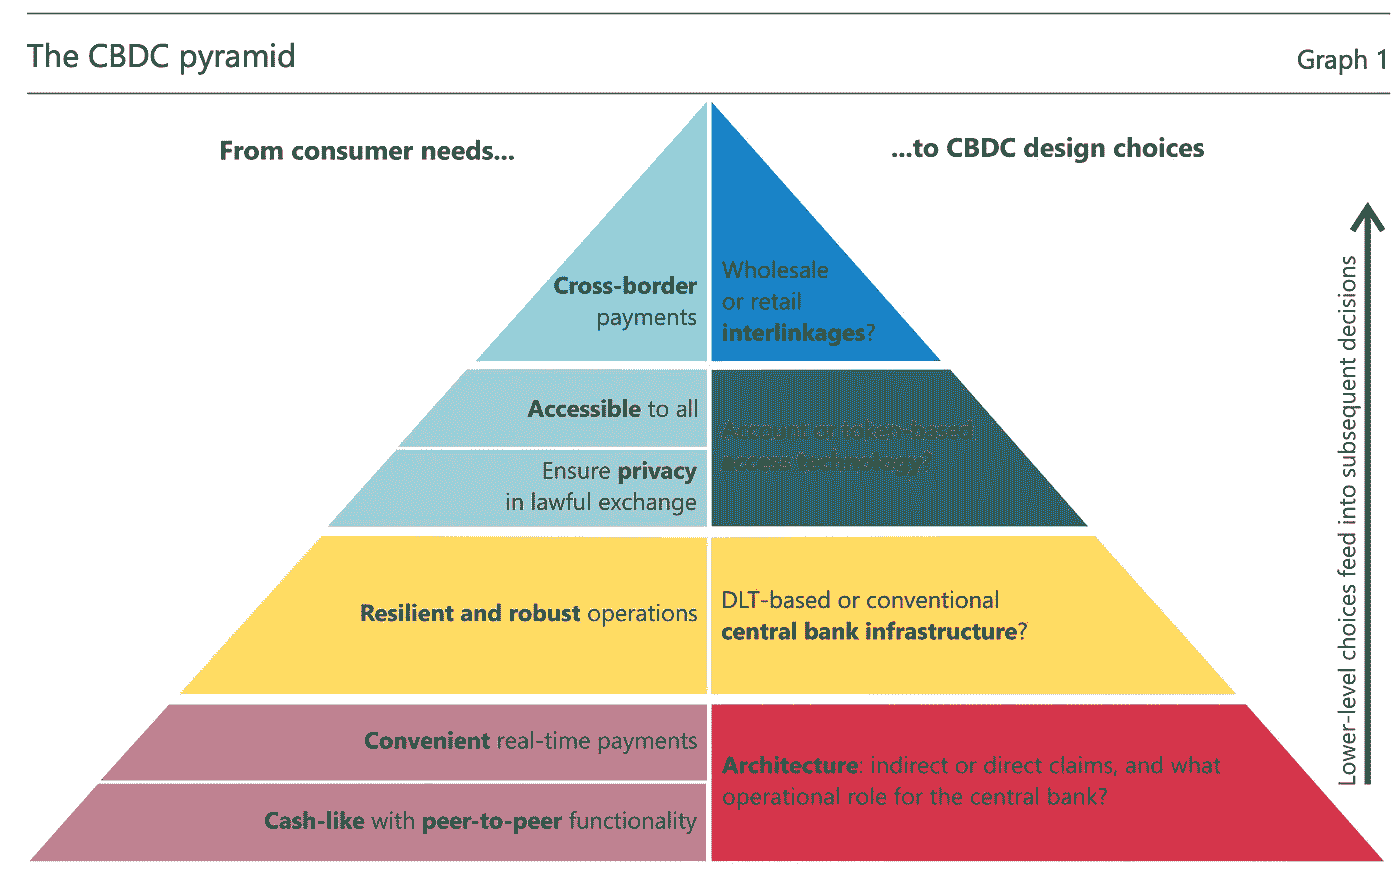 The CBDC pyramid
Graph 1
From consumer needs...
...to CBDC design choices
Cross-border
payments
Wholesale
or retail
interlinkages?
Accessible to all
Ensure privacy
in lawful exchange
Account or token-based
access technology?
Resilient and robust operations
DLT-based or conventional
central bank infrastructure?
Convenient real-time payments
Cash-like with peer-to-peer functionality
Architecture: indirect or direct claims, and what
operational role for the central bank?
Lower-level choices feed into subsequent decisions